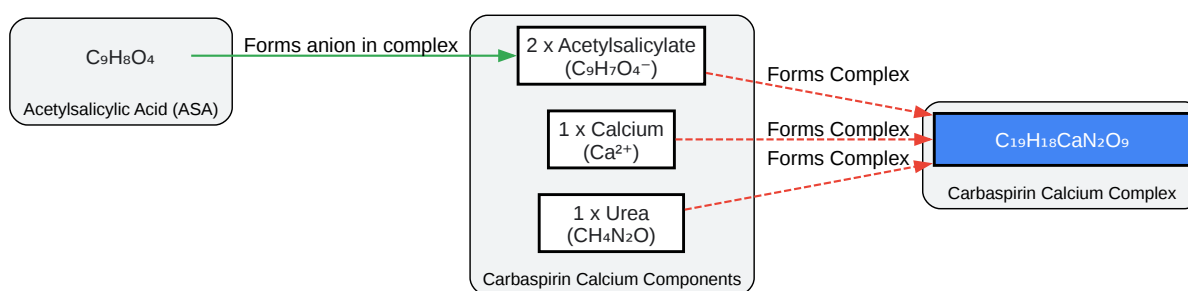 C₉H₈O₄
Acetylsalicylic Acid (ASA)
Forms anion in complex
2 x Acetylsalicylate
(C₉H₇O₄⁻)
1 x Calcium
(Ca²⁺)
1 x Urea
(CH₄N₂O)
Carbaspirin Calcium Components
Forms Complex
Forms Complex
Forms Complex
C₁₉H₁₈CaN₂O₉
Carbaspirin Calcium Complex